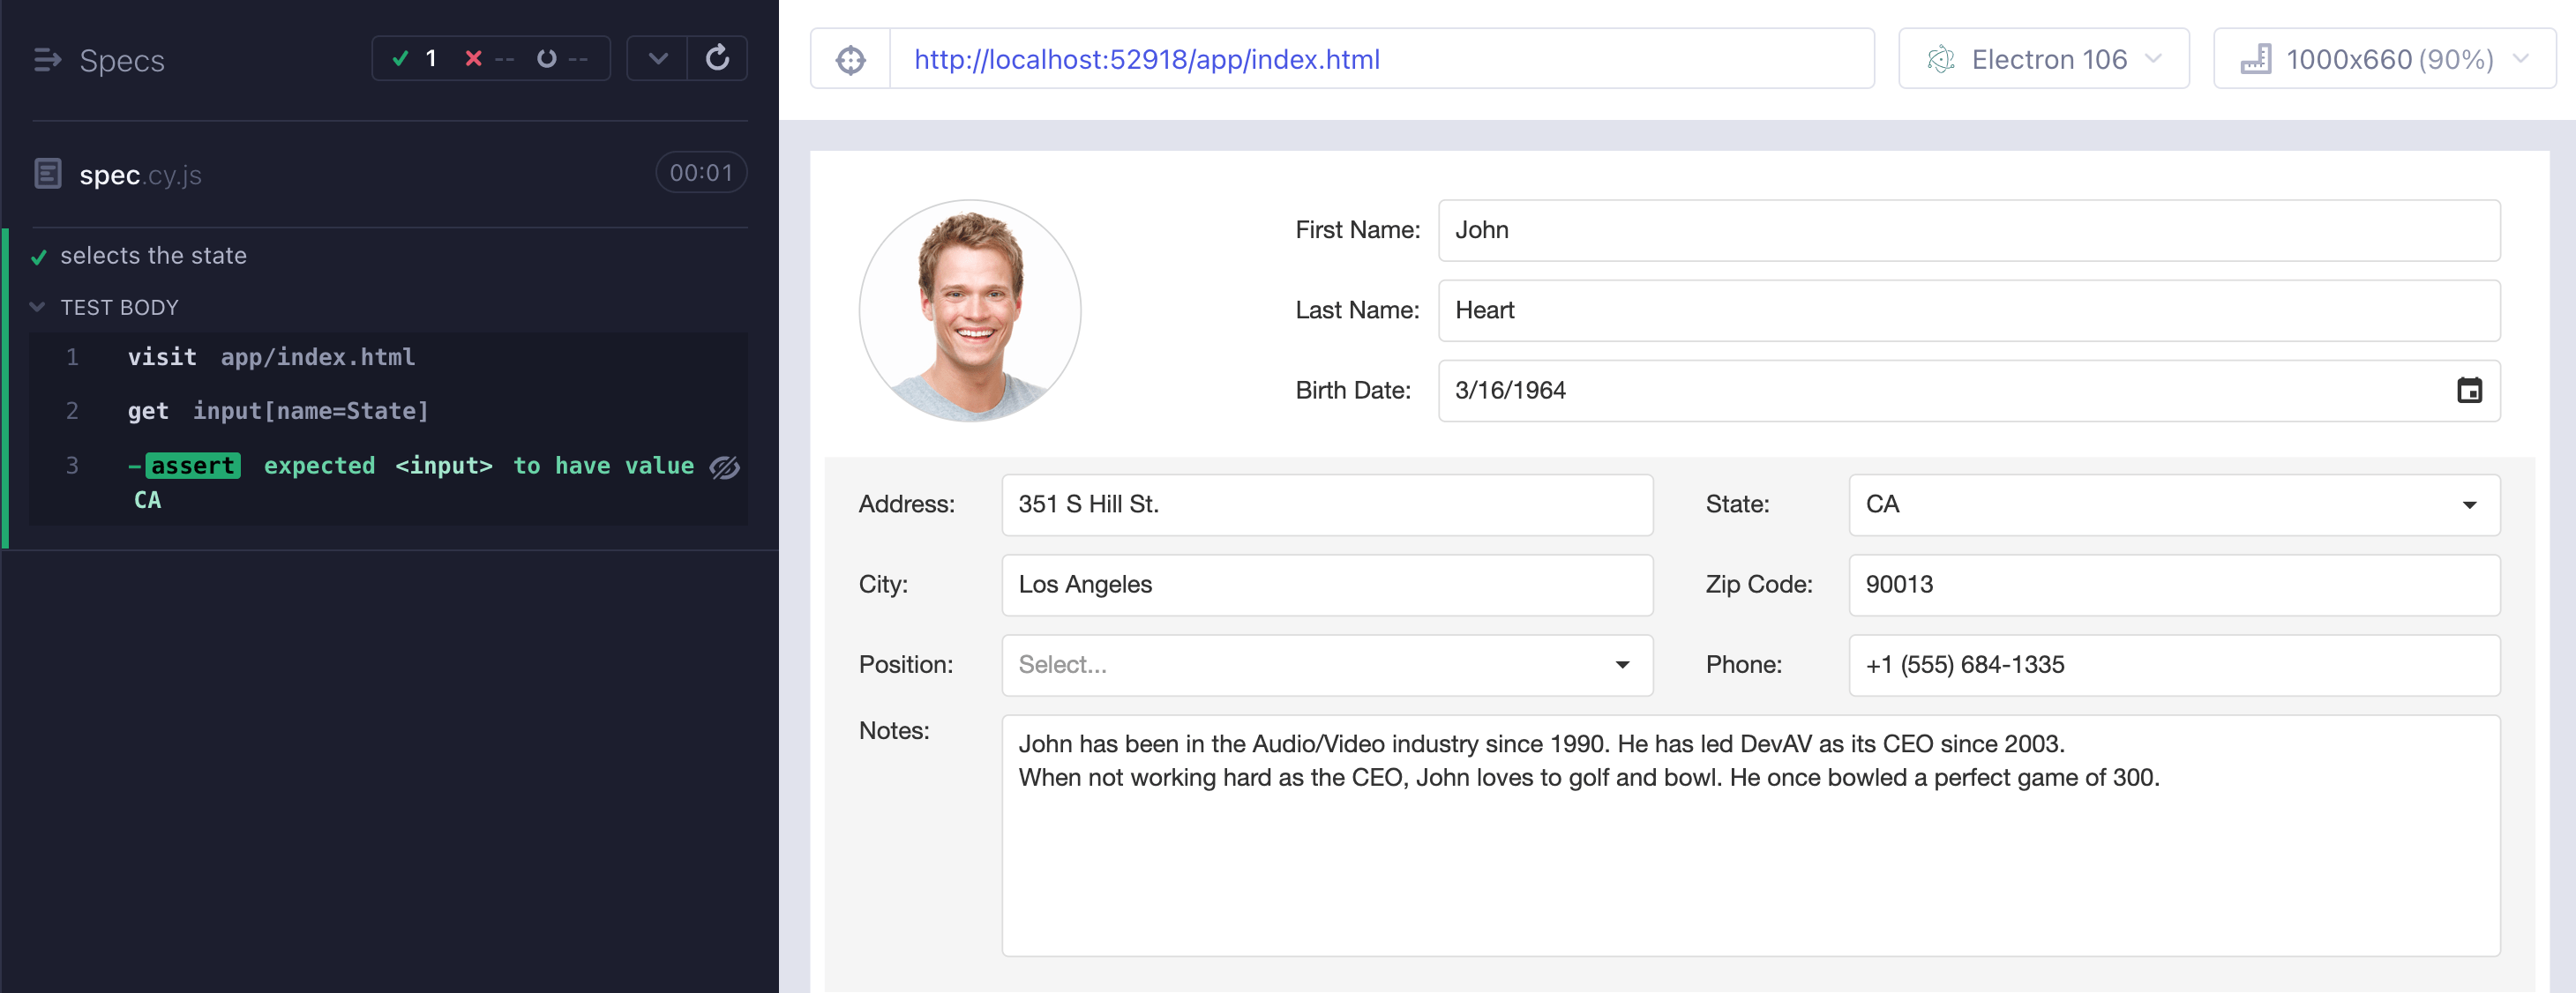 Specs
1 -- --
spec.cy.js
00:01
selects the state
TEST BODY
1 visit app/index.html
2 get input[name=State]
3 -assert expected <input> to have value
CA
http://localhost:52918/app/index.html
Electron 106
1000x660 (90%)
First Name: John
Last Name: Heart
Birth Date: 3/16/1964
Address: 351 S Hill St.
State: CA
City: Los Angeles
Zip Code: 90013
Position: Select...
Phone: +1 (555) 684-1335
Notes:
John has been in the Audio/Video industry since 1990. He has led DevAV as its CEO since 2003.
When not working hard as the CEO, John loves to golf and bowl. He once bowled a perfect game of 300.